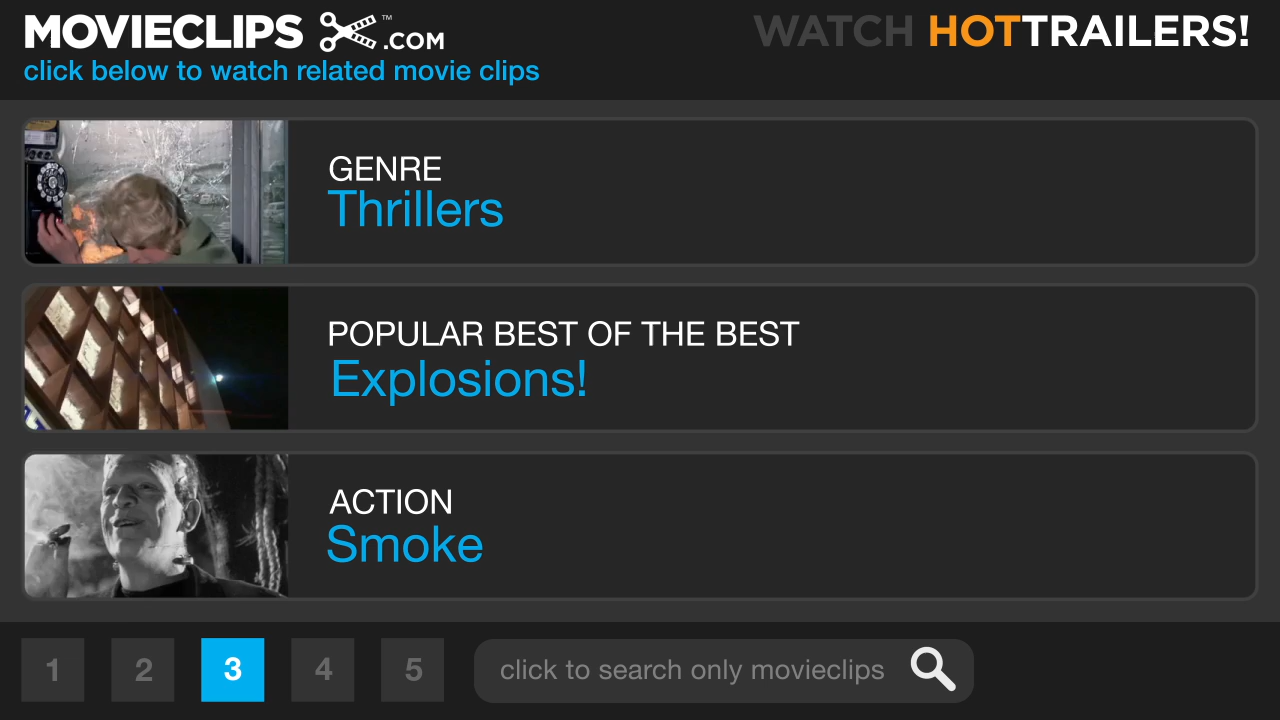 MOVIECLIPS ™ .COM
WATCH HOTTRAILERS!
click below to watch related movie clips
GENRE
Thrillers
POPULAR BEST OF THE BEST
Explosions!
ACTION
Smoke
1 2 3 4 5 click to search only movieclips